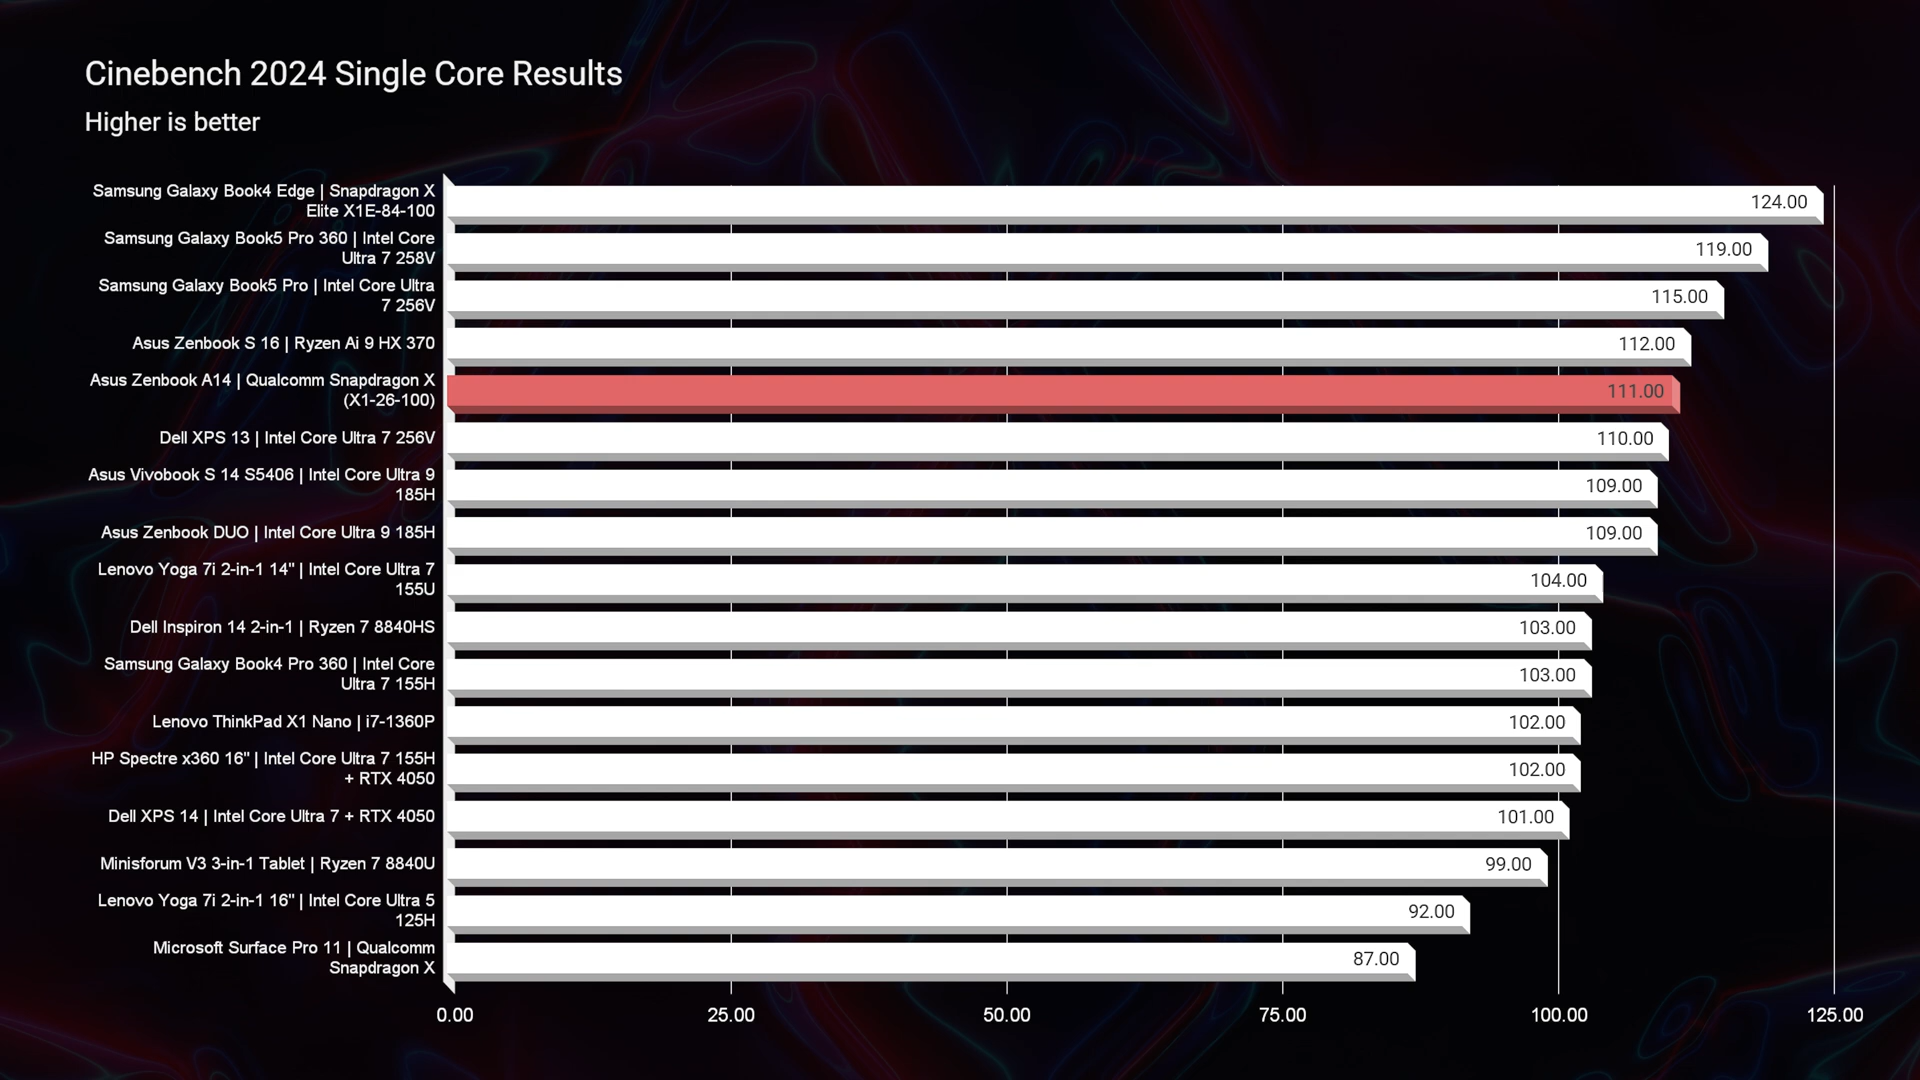 Cinebench 2024 Single Core Results
Higher is better
Samsung Galaxy Book4 Edge | Snapdragon X
Elite X1E-84-100
124.00
Samsung Galaxy Book5 Pro 360 | Intel Core
Ultra 7 258V
119.00
Samsung Galaxy Book5 Pro | Intel Core Ultra
7 256V
115.00
Asus Zenbook S 16 | Ryzen Ai 9 HX 370
112.00
Asus Zenbook A14 | Qualcomm Snapdragon X
(X1-26-100)
111.00
Dell XPS 13 | Intel Core Ultra 7 256V
110.00
Asus Vivobook S 14 S5406 | Intel Core Ultra 9
185H
109.00
Asus Zenbook DUO | Intel Core Ultra 9 185H
109.00
Lenovo Yoga 7i 2-in-1 14" | Intel Core Ultra 7
155U
104.00
Dell Inspiron 14 2-in-1 | Ryzen 7 8840HS
103.00
Samsung Galaxy Book4 Pro 360 | Intel Core
Ultra 7 155H
103.00
Lenovo ThinkPad X1 Nano | i7-1360P
102.00
HP Spectre x360 16" | Intel Core Ultra 7 155H
+ RTX 4050
102.00
Dell XPS 14 | Intel Core Ultra 7 + RTX 4050
101.00
Minisforum V3 3-in-1 Tablet | Ryzen 7 8840U
99.00
Lenovo Yoga 7i 2-in-1 16" | Intel Core Ultra 5
125H
92.00
Microsoft Surface Pro 11 | Qualcomm
Snapdragon X
87.00
0.00 25.00 50.00 75.00 100.00 125.00